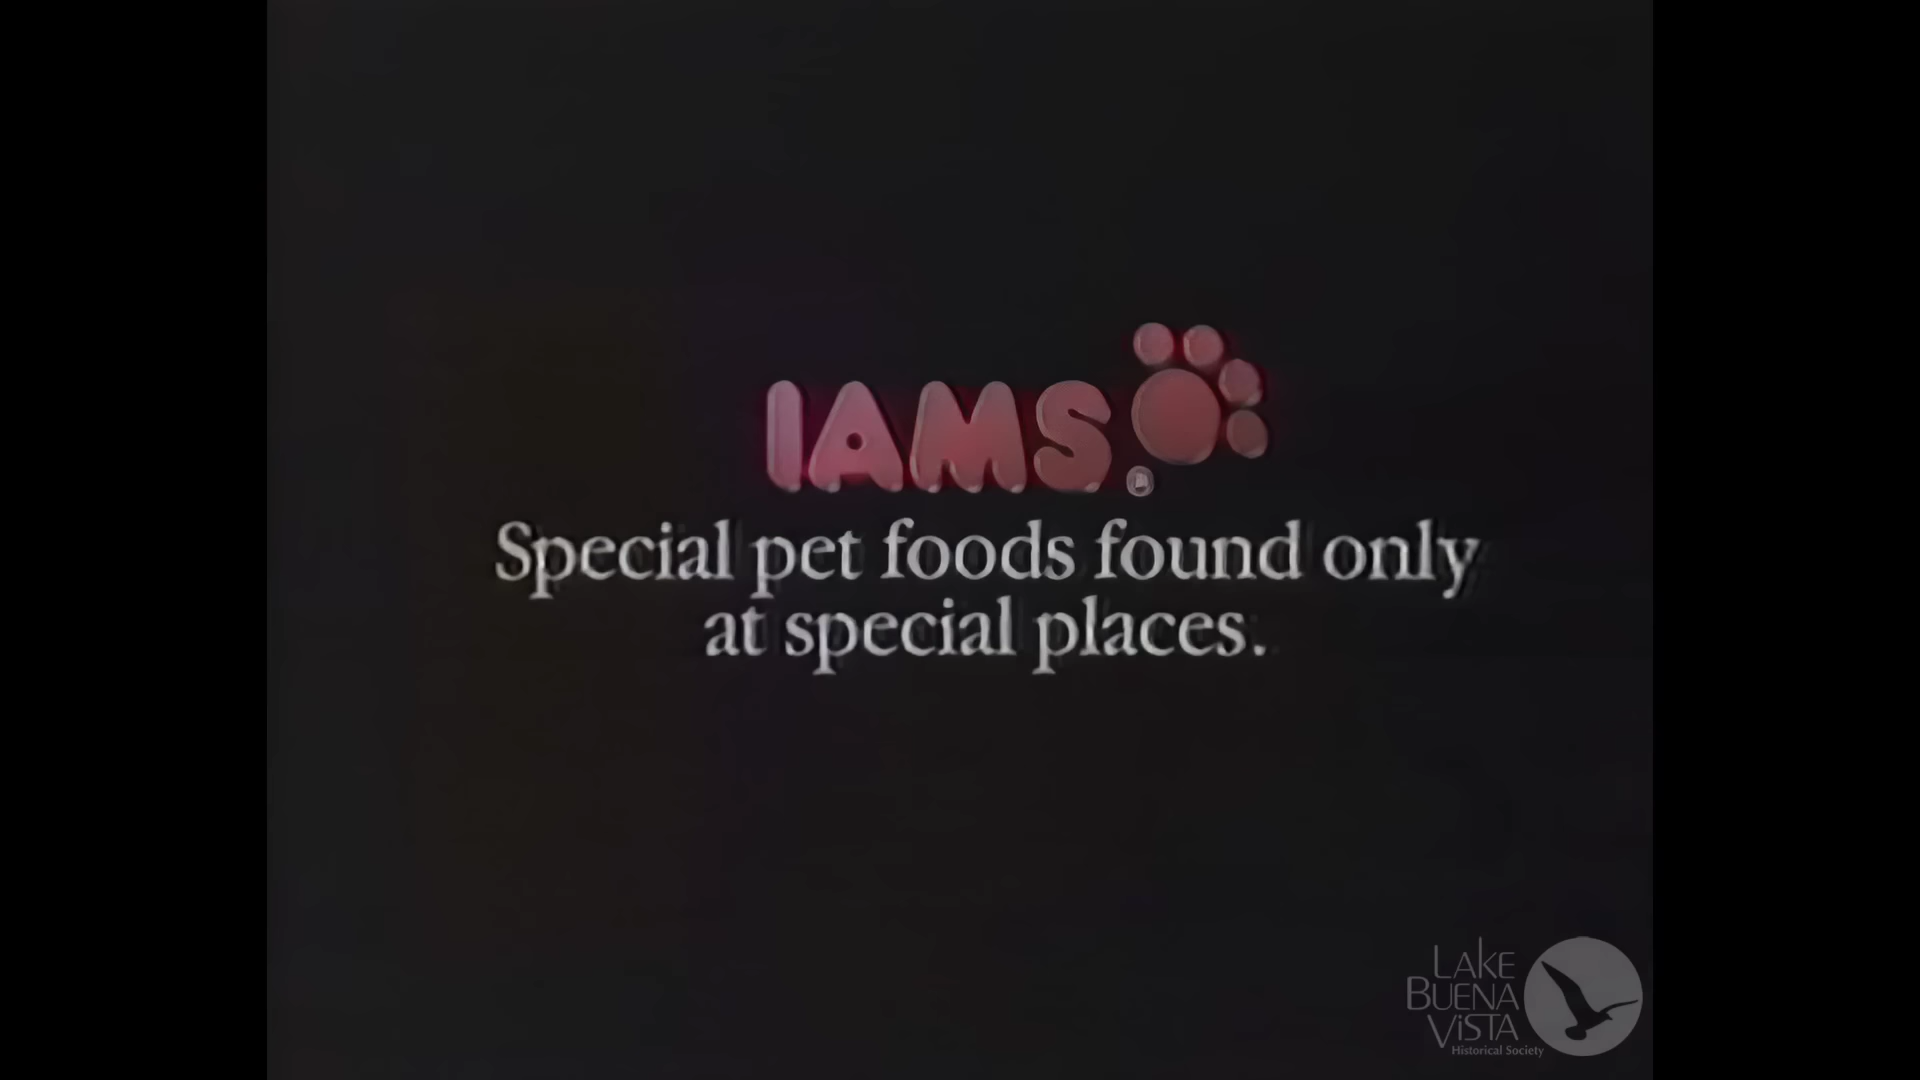 IAMS.®
Special pet foods found only
at special places.
LAKE
BUENA
ViSTA
Historical Society